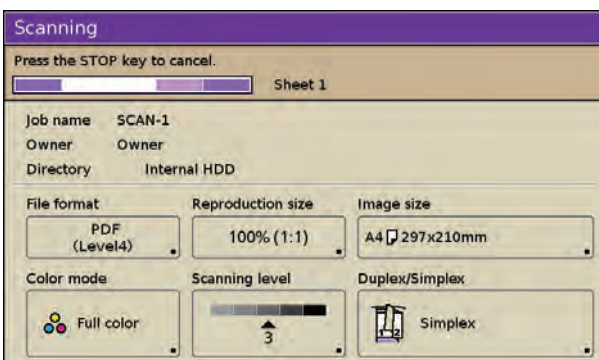 Scanning
Press the STOP key to cancel.
Sheet 1
Job name SCAN-1
Owner Owner
Directory Internal HDD
File format Reproduction size Image size
PDF
(Level4)
100% (1:1)
A4 297x210mm
Color mode Scanning level Duplex/Simplex
Full color
3
1 2
Simplex